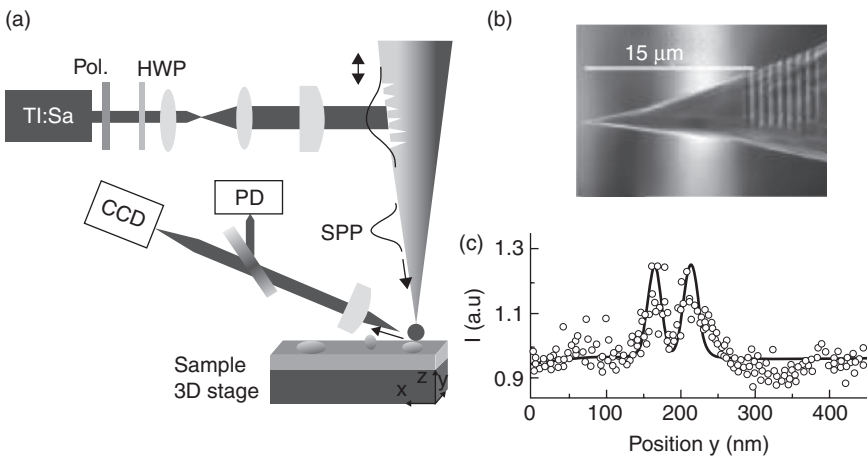 (a)
Pol.
HWP
TI:Sa
PD
CCD
SPP
Sample
3D stage
z
y
x
(b)
15 μm
(c)
1.3
1.1
0.9
I (a.u)
0
100
200
300
400
Position y (nm)